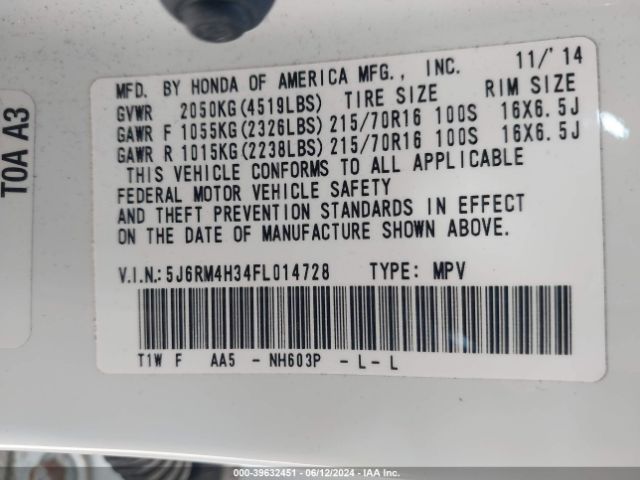 TOA A3
MFD. BY HONDA OF AMERICA MFG., INC. 11/'14
GVWR 2050KG(4519LBS) TIRE SIZE RIM SIZE
GAWR F 1055KG(2326LBS) 215/70R16 100S 16X6.5J
GAWR R 1015KG(2238LBS) 215/70R16 100S 16X6.5J
THIS VEHICLE CONFORMS TO ALL APPLICABLE
FEDERAL MOTOR VEHICLE SAFETY
AND THEFT PREVENTION STANDARDS IN EFFECT
ON THE DATE OF MANUFACTURE SHOWN ABOVE.
V.I.N.:5J6RM4H34FL014728 TYPE: MPV
T1W F AA5 - NH603P - L - L
000-39632451 - 06/12/2024 - IAAI.COM